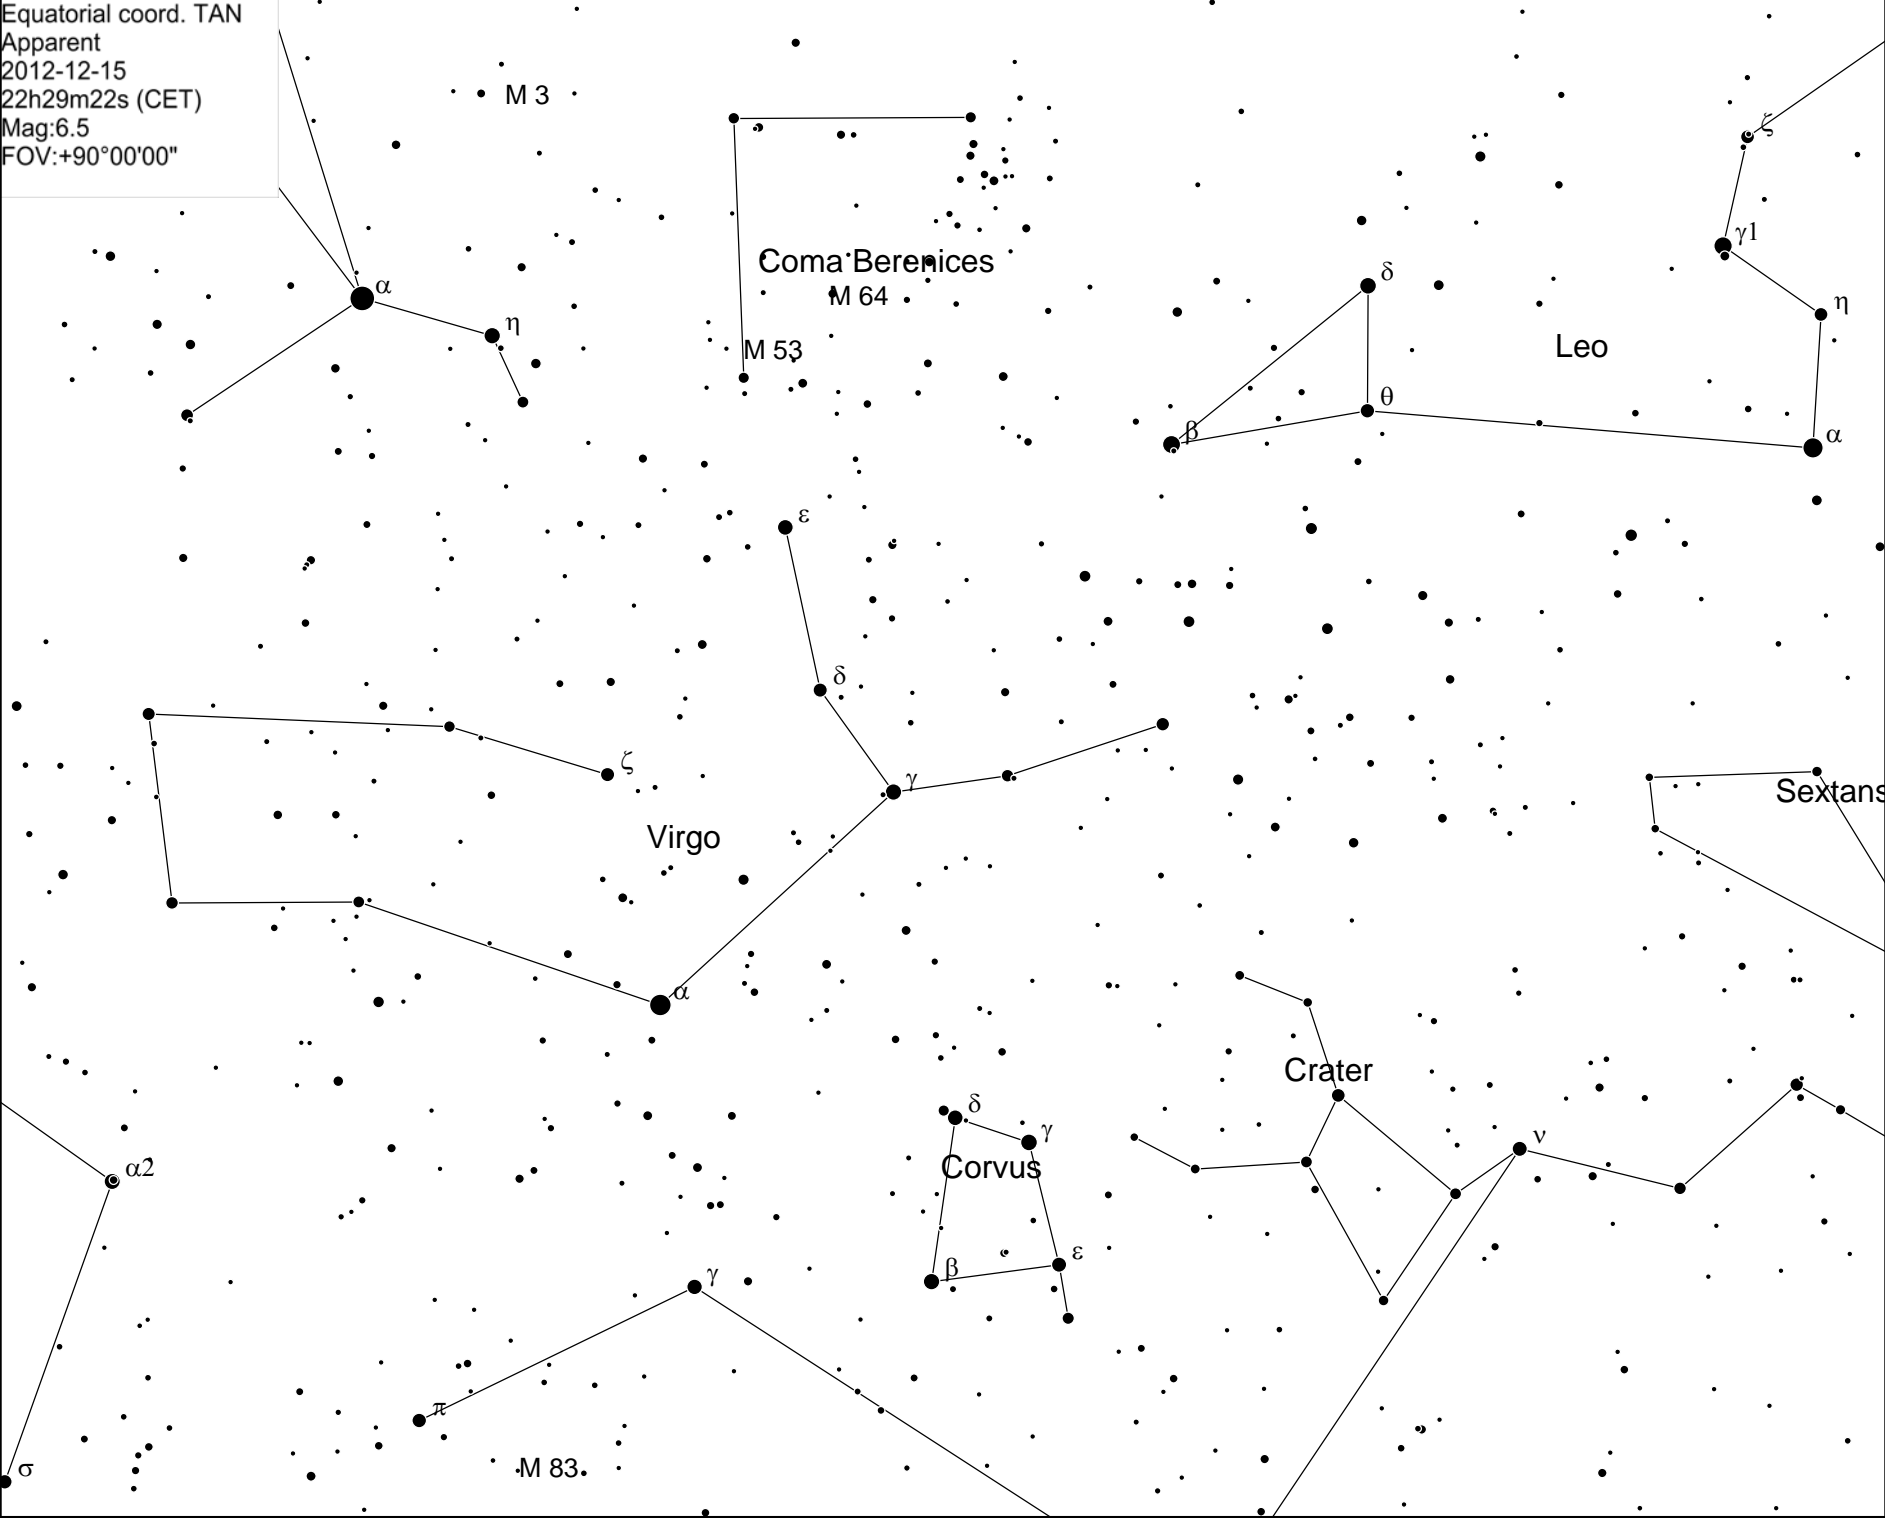 Equatorial coord. TAN
Apparent
2012-12-15
22h29m22s (CET)
Mag:6.5
FOV:+90°00'00"
M 3
ζ
γ1
Coma Berenices
δ
α
M 64
η
η
M 53
Leo
θ
β
α
ε
δ
ζ
γ
Sextans
Virgo
α
Crater
δ
γ
ν
α2
Corvus
ε
β
γ
π
M 83
σ